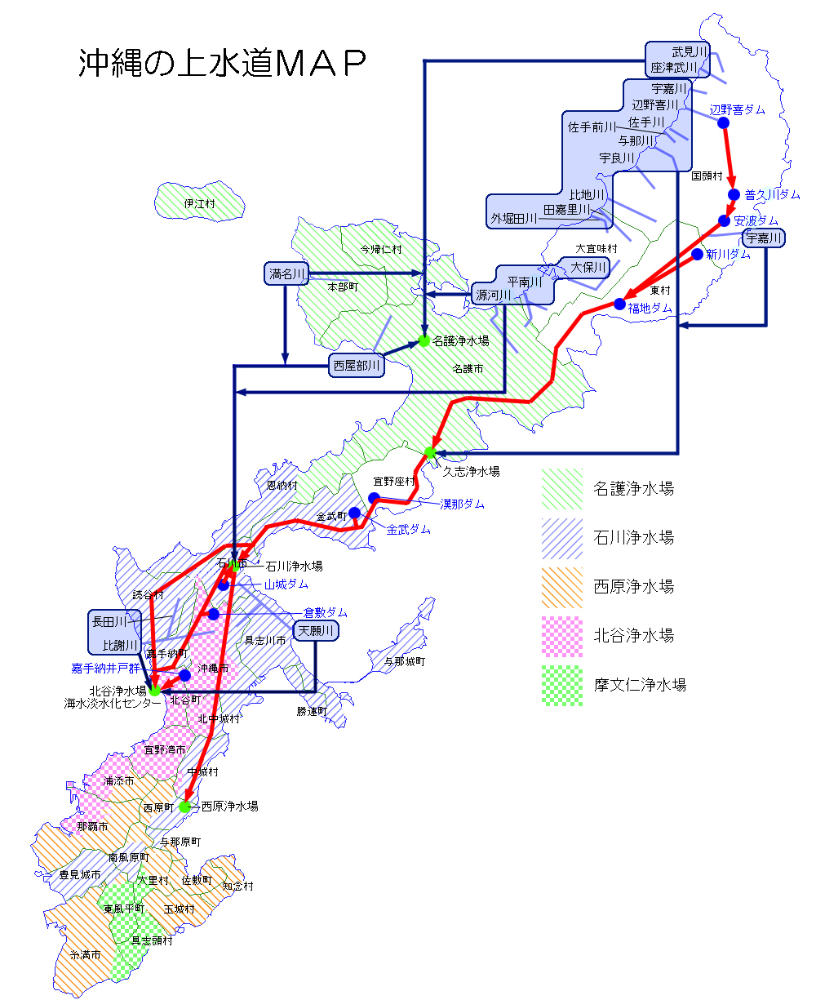 沖縄の上水道ＭＡＰ
武見川
座津武川
宇嘉川
辺野喜川
佐手川
佐手前川
与那川
宇良川
比地川
田嘉里川
外堀田川
辺野喜ダム
国頭村
普久川ダム
安波ダム
宇嘉川
新川ダム
大宜味村
東村
福地ダム
伊江村
今帰仁村
満名川
本部町
大保川
平南川
源河川
名護浄水場
西屋部川
名護市
久志浄水場
恩納村
宜野座村
漢那ダム
金武町
金武ダム
石川市
石川浄水場
山城ダム
読谷村
倉敷ダム
長田川
天願川
比謝川
嘉手納町
具志川市
与那城町
嘉手納井戸群
沖縄市
北谷浄水場
海水淡水化センター
北谷町
北中城村
勝連町
宜野湾市
中城村
浦添市
西原町
西原浄水場
那覇市
与那原町
南風原町
豊見城市
大里村
佐敷町
知念村
東風平町
玉城村
具志頭村
糸満市
名護浄水場
石川浄水場
西原浄水場
北谷浄水場
摩文仁浄水場